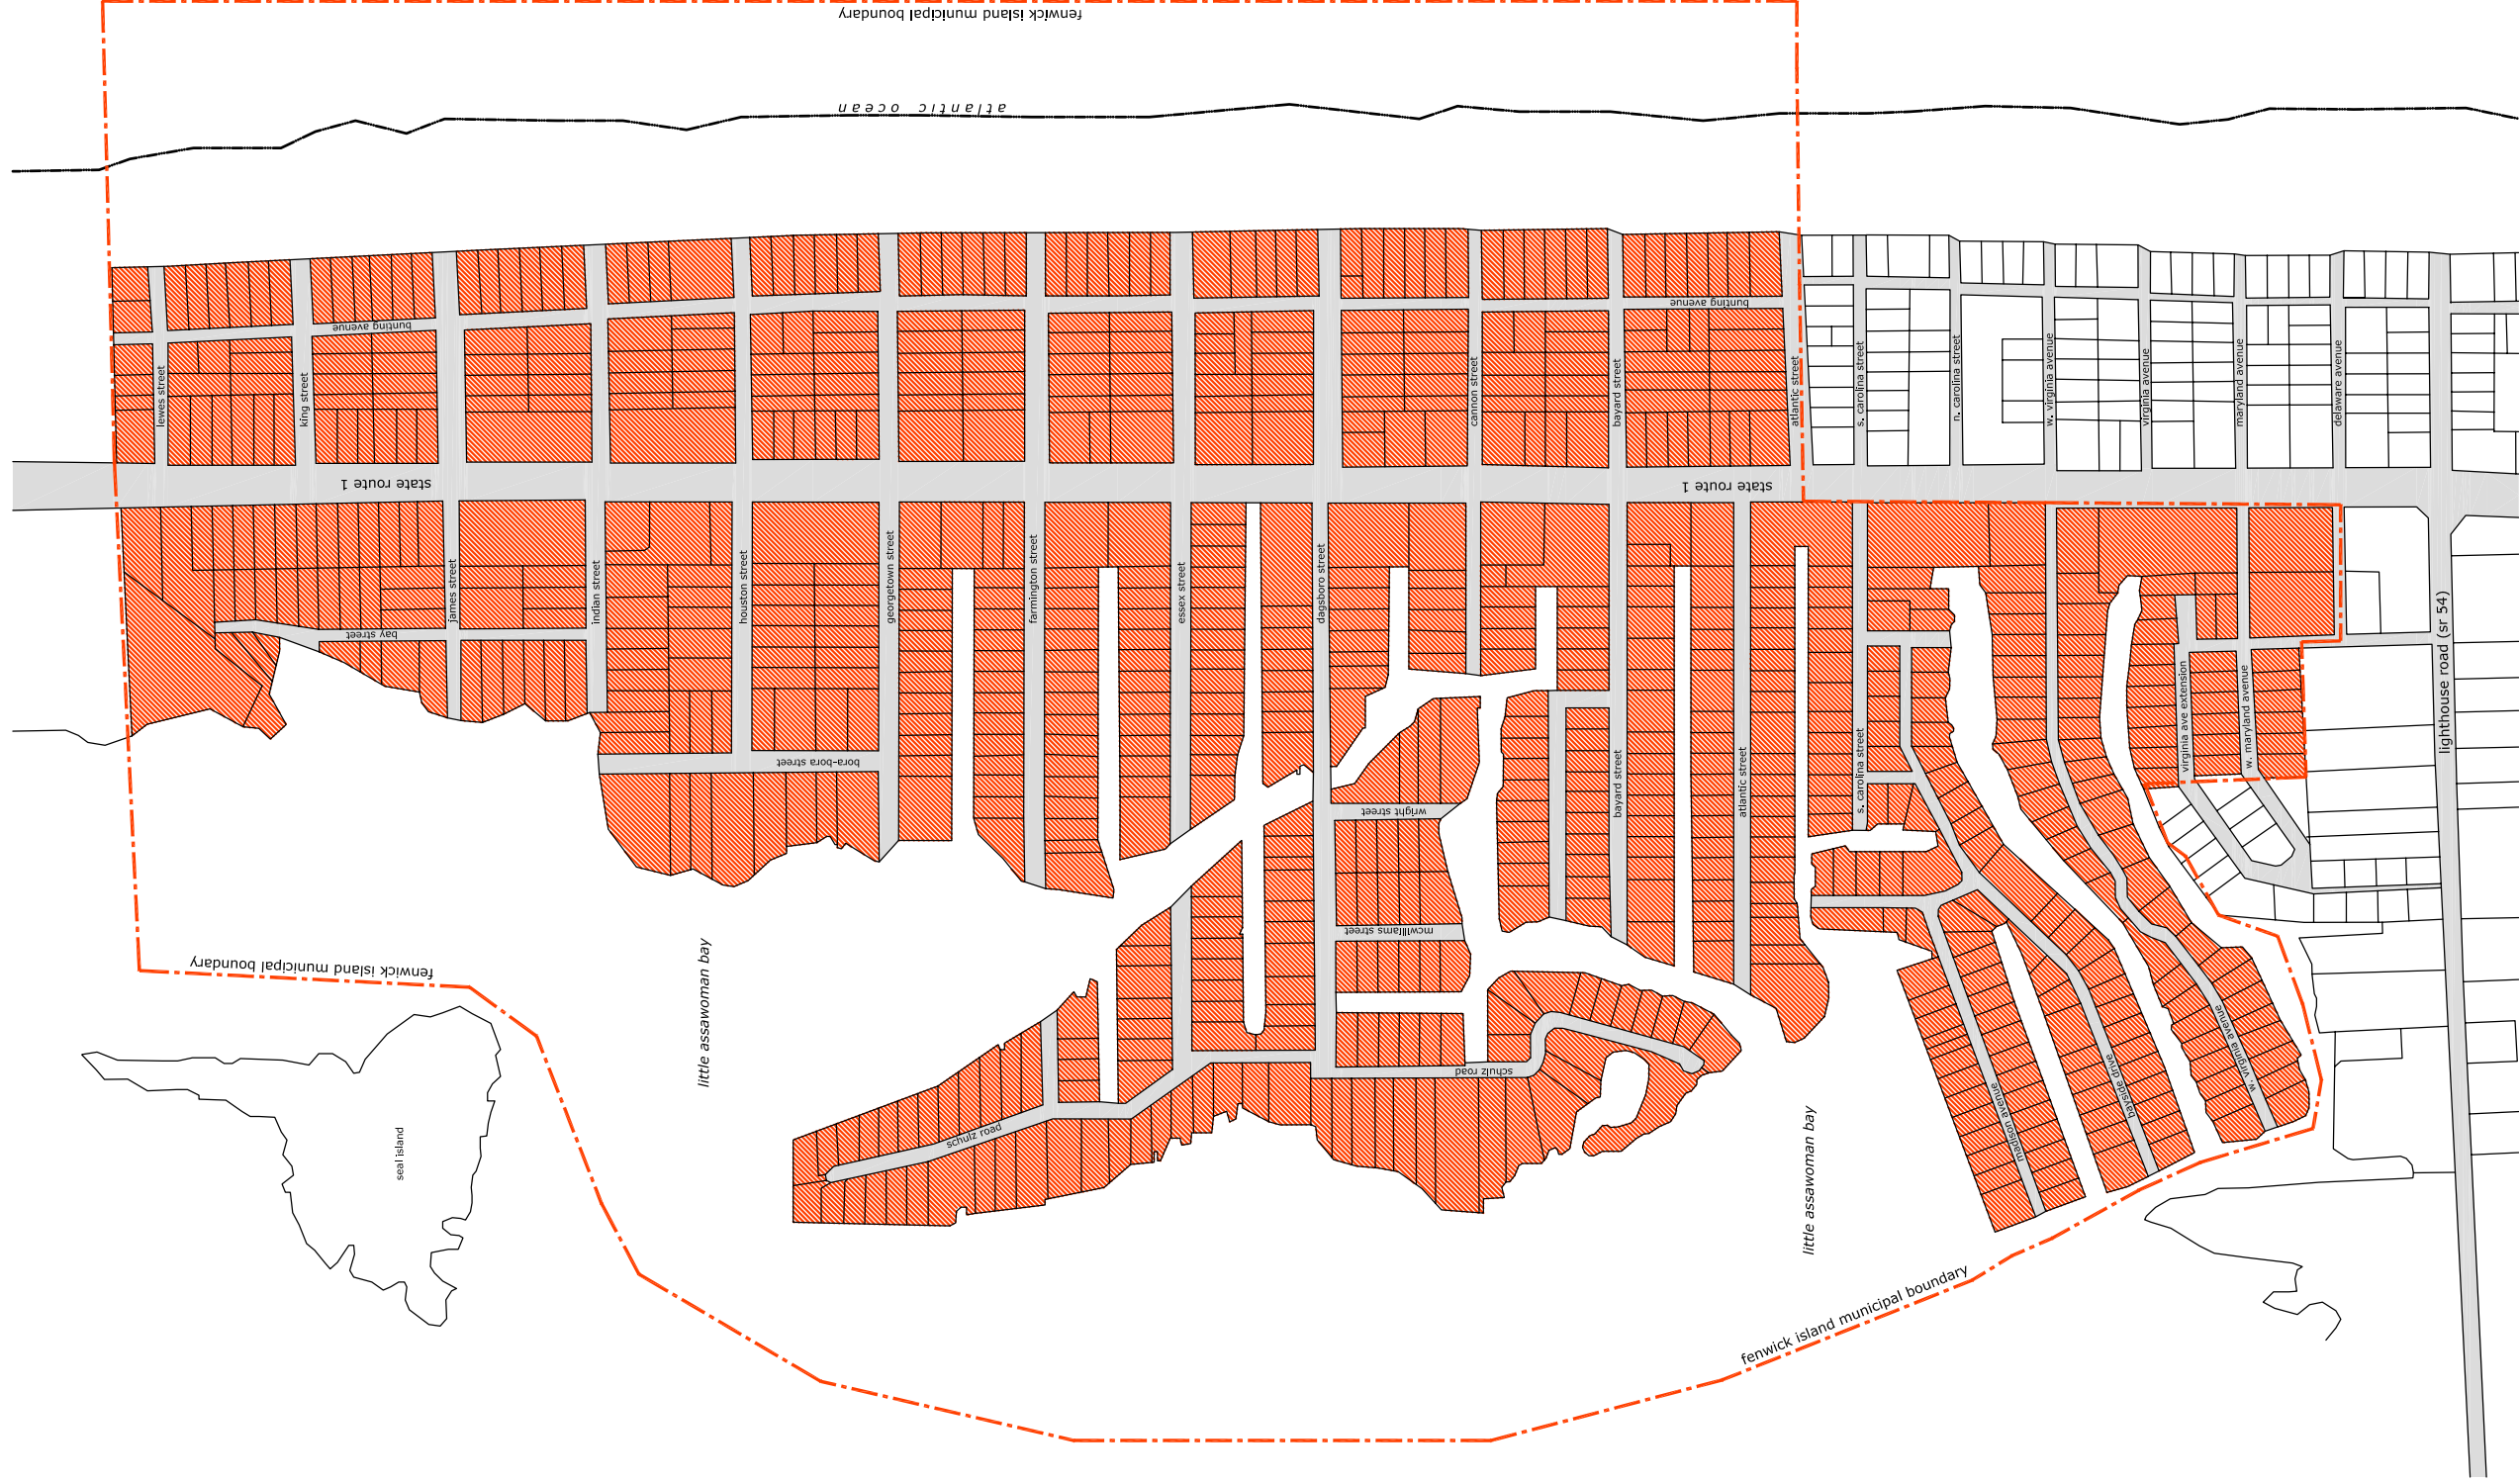 fenwick island municipal boundary
atlantic ocean
bunting avenue
bunting avenue
lewes street
king street
cannon street
bayard street
atlantic street
s. carolina street
n. carolina street
w. virginia avenue
virginia avenue
maryland avenue
delaware avenue
state route 1
state route 1
james street
indian street
houston street
georgetown street
farmington street
essex street
dagsboro street
bay street
lighthouse road (sr 54)
virginia ave extension
w. maryland avenue
bora-bora street
bayard street
atlantic street
s. carolina street
wright street
mcwilliams street
fenwick island municipal boundary
little assawoman bay
schulz road
schulz road
seal island
madison avenue
bayside drive
w. virginia avenue
little assawoman bay
fenwick island municipal boundary